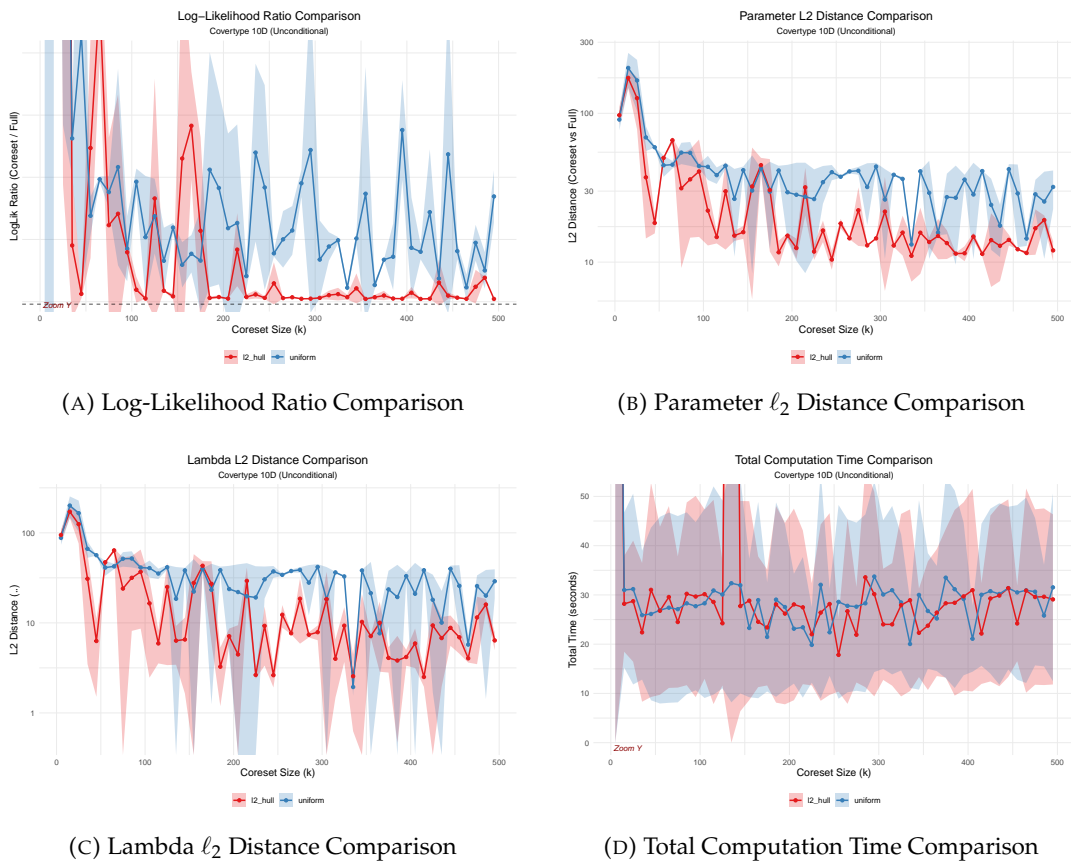 Log−Likelihood Ratio Comparison
Covertype 10D (Unconditional)
LogLik Ratio (Coreset / Full)
Zoom Y
0 100 200 300 400 500
Coreset Size (k)
l2_hull uniform
(A) Log-Likelihood Ratio Comparison
Parameter L2 Distance Comparison
Covertype 10D (Unconditional)
L2 Distance (Coreset vs Full)
300
100
30
10
0 100 200 300 400 500
Coreset Size (k)
l2_hull uniform
(B) Parameter ℓ2 Distance Comparison
Lambda L2 Distance Comparison
Covertype 10D (Unconditional)
L2 Distance (..)
100
10
1
0 100 200 300 400 500
Coreset Size (k)
l2_hull uniform
(C) Lambda ℓ2 Distance Comparison
Total Computation Time Comparison
Covertype 10D (Unconditional)
Total Time (seconds)
50
40
30
20
10
0
Zoom Y
0 100 200 300 400 500
Coreset Size (k)
l2_hull uniform
(D) Total Computation Time Comparison